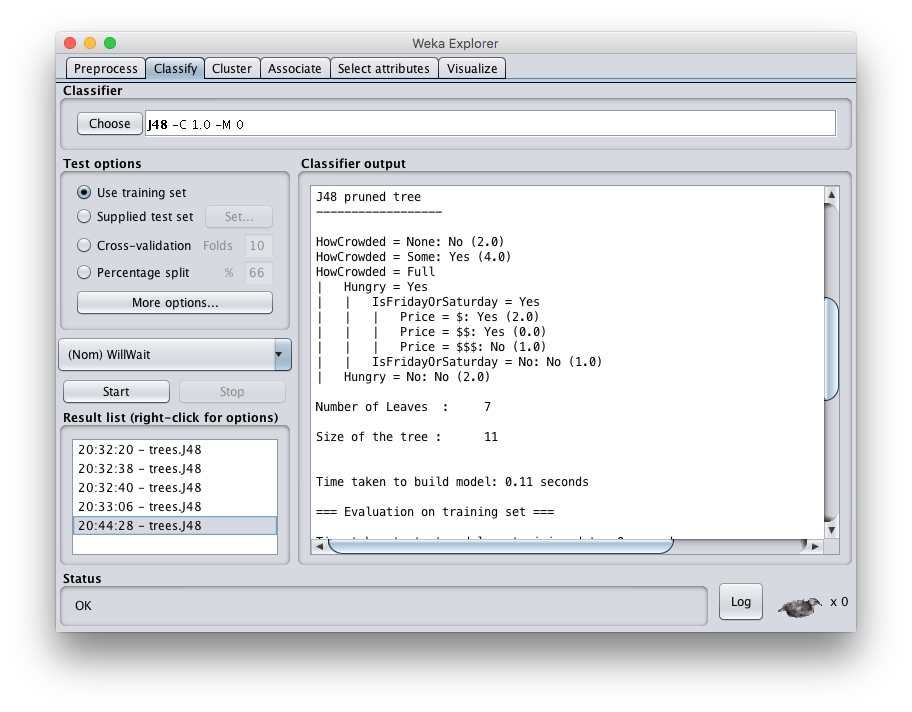 Weka Explorer
Preprocess Classify Cluster Associate Select attributes Visualize
Classifier
Choose J48 -C 1.0 -M 0
Test options
Use training set
Supplied test set Set...
Cross-validation Folds 10
Percentage split % 66
More options...
(Nom) WillWait
Start Stop
Result list (right-click for options)
20:32:20 - trees.J48
20:32:38 - trees.J48
20:32:40 - trees.J48
20:33:06 - trees.J48
20:44:28 - trees.J48
Classifier output
J48 pruned tree
------------------
HowCrowded = None: No (2.0)
HowCrowded = Some: Yes (4.0)
HowCrowded = Full
|   Hungry = Yes
|   |   IsFridayOrSaturday = Yes
|   |   |   Price = $: Yes (2.0)
|   |   |   Price = $$: Yes (0.0)
|   |   |   Price = $$$: No (1.0)
|   |   IsFridayOrSaturday = No: No (1.0)
|   Hungry = No: No (2.0)
Number of Leaves  :     7
Size of the tree :      11
Time taken to build model: 0.11 seconds
=== Evaluation on training set ===
Status
OK
Log x 0